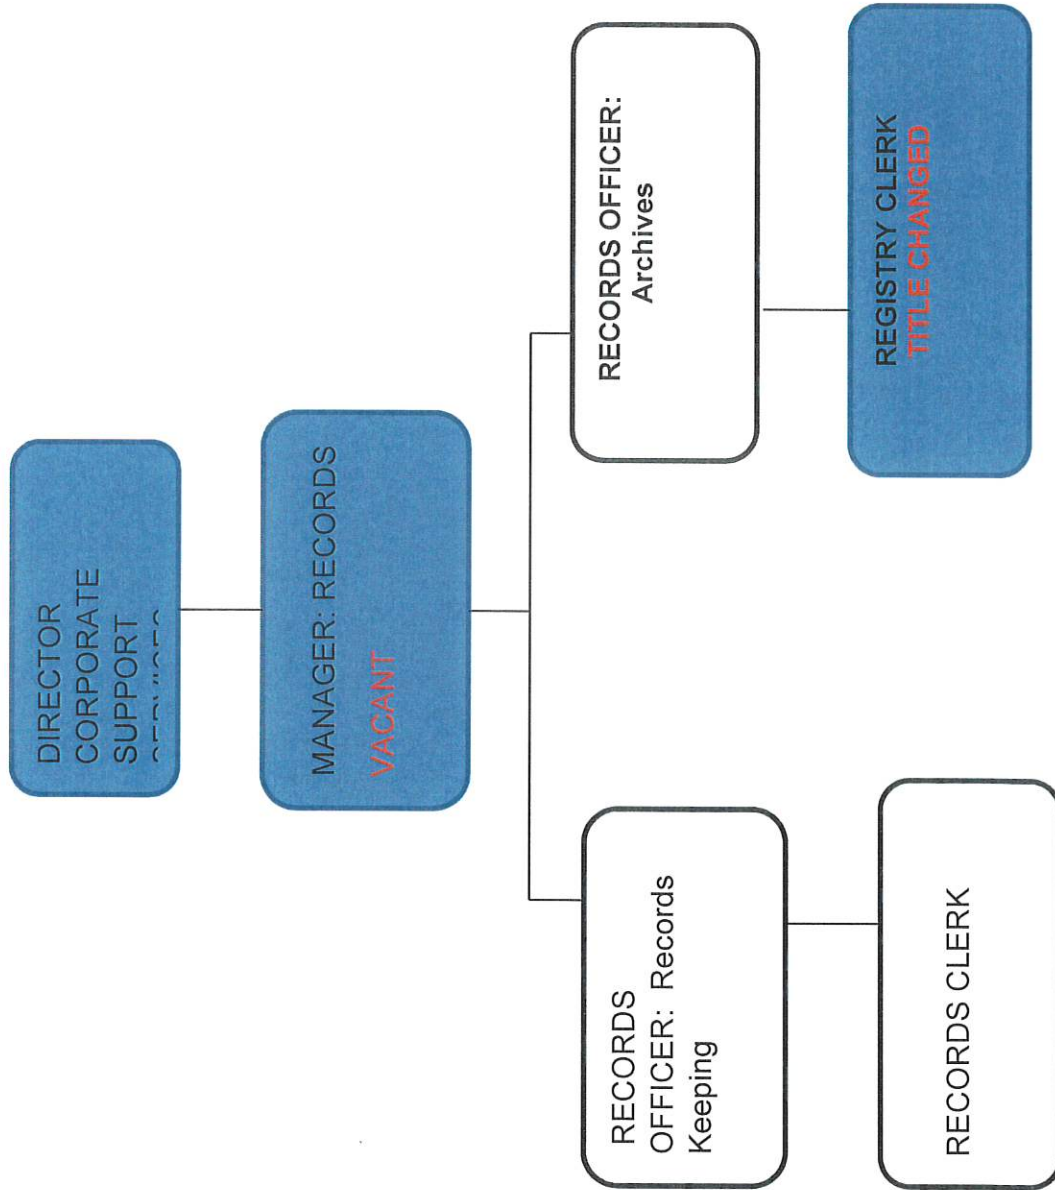 DIRECTOR
CORPORATE
SUPPORT
MANAGER: RECORDS
VACANT
RECORDS
OFFICER: Records
Keeping
RECORDS CLERK
RECORDS OFFICER:
Archives
REGISTRY CLERK
TITLE CHANGED